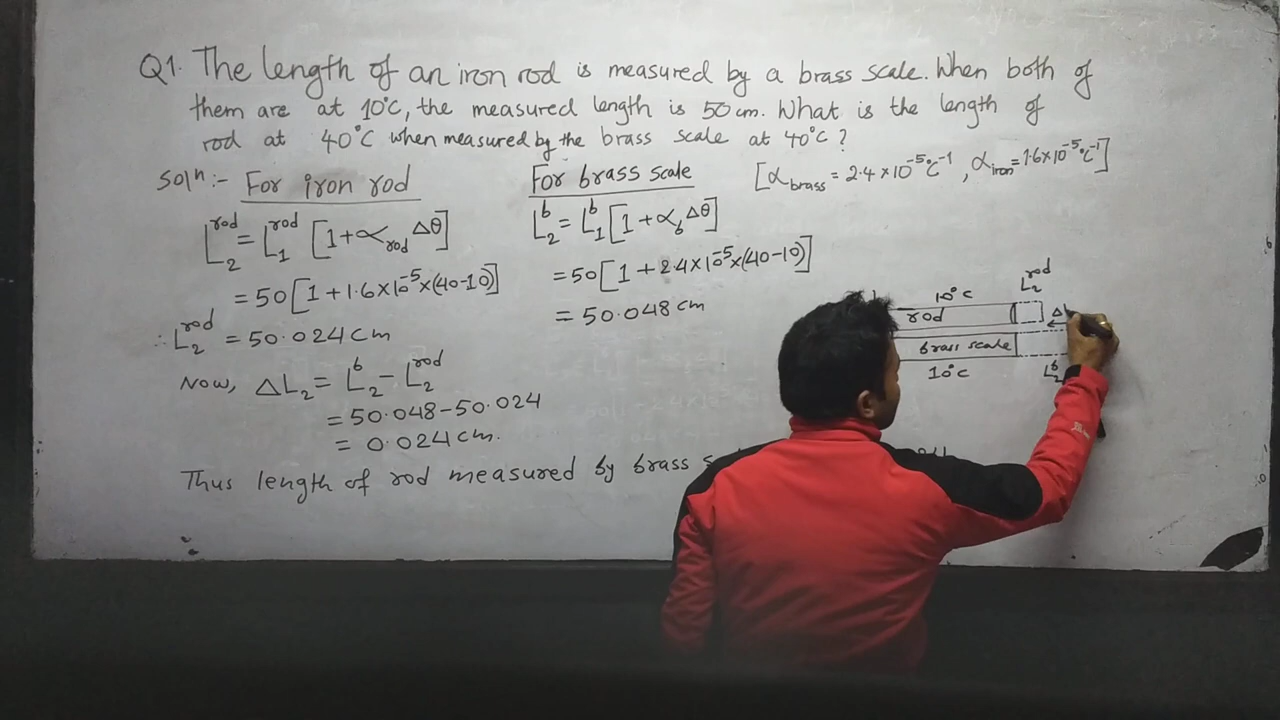 Q1. The length of an iron rod is measured by a brass scale. When both of
them are at 10°C, the measured length is 50 cm. What is the length of
rod at 40°C when measured by the brass scale at 40°C?
[α_brass = 2.4 × 10⁻⁵ °C⁻¹, α_iron = 1.6 × 10⁻⁵ °C⁻¹]
Solⁿ:- For iron rod
L₂^rod = L₁^rod [1+α_rod Δθ]
= 50[1+1.6×10⁻⁵×(40-10)]
∴ L₂^rod = 50.024 cm
Now, ΔL₂ = L₂^b - L₂^rod
= 50.048-50.024
= 0.024 cm.
Thus length of rod measured by brass
For brass scale
L₂^b = L₁^b [1+α_b Δθ]
= 50[1+2.4×10⁻⁵×(40-10)]
= 50.048 cm
10°C
L₂^rod
rod
brass scale
10°C
L₂^b